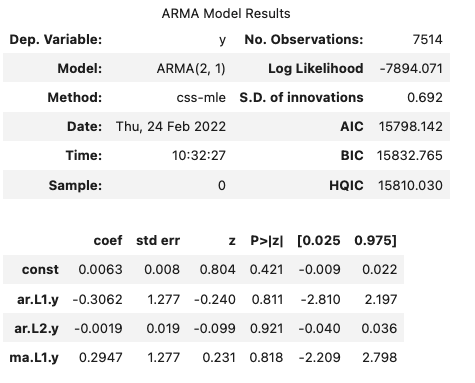 ARMA Model Results
Dep. Variable: y No. Observations: 7514
Model: ARMA(2, 1) Log Likelihood -7894.071
Method: css-mle S.D. of innovations 0.692
Date: Thu, 24 Feb 2022 AIC 15798.142
Time: 10:32:27 BIC 15832.765
Sample: 0 HQIC 15810.030
coef std err z P>|z| [0.025 0.975]
const 0.0063 0.008 0.804 0.421 -0.009 0.022
ar.L1.y -0.3062 1.277 -0.240 0.811 -2.810 2.197
ar.L2.y -0.0019 0.019 -0.099 0.921 -0.040 0.036
ma.L1.y 0.2947 1.277 0.231 0.818 -2.209 2.798